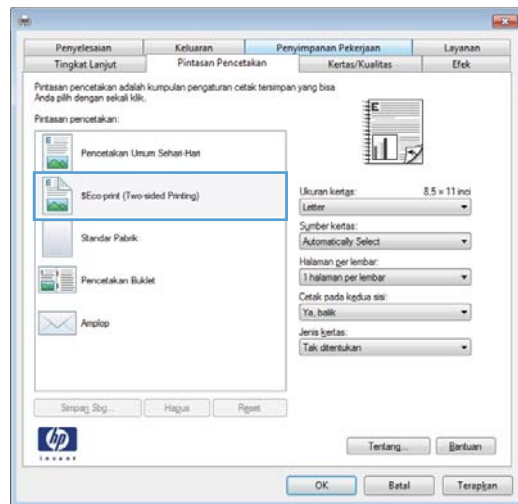 Penyelesaian Keluaran Penyimpanan Pekerjaan Layanan
Tingkat Lanjut Pintasan Pencetakan Kertas/Kualitas Efek
Pintasan pencetakan adalah kumpulan pengaturan cetak tersimpan yang bisa
Anda pilih dengan sekali klik.
Pintasan pencetakan:
Pencetakan Umum Sehari-Hari
$Eco-print (Two-sided Printing)
Standar Pabrik
Pencetakan Buklet
Amplop
E
Ukuran kertas: 8,5 × 11 inci
Letter
Sumber kertas:
Automatically Select
Halaman per lembar:
1 halaman per lembar
Cetak pada kedua sisi:
Ya, balik
Jenis kertas:
Tak ditentukan
Simpan Sbg... Hapus Reset
hp
invent
Tentang... Bantuan
OK Batal Terapkan